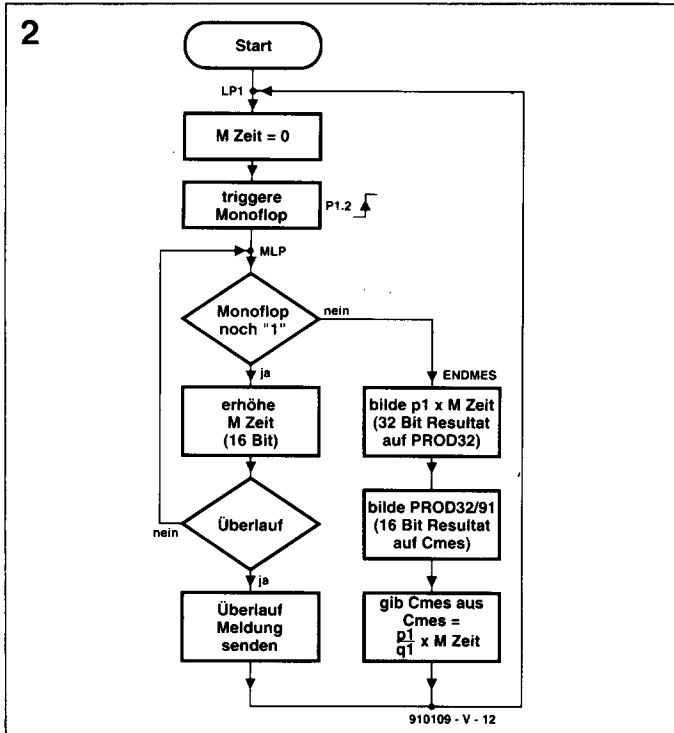 2
Start
LP1
M Zeit = 0
triggere
Monoflop
P1.2
MLP
Monoflop
noch "1"
nein
ja
erhöhe
M Zeit
(16 Bit)
Überlauf
nein
ja
Überlauf
Meldung
senden
ENDMES
bilde p1 x M Zeit
(32 Bit Resultat
auf PROD32)
bilde PROD32/91
(16 Bit Resultat
auf Cmes)
gib Cmes aus
Cmes =
p1
q1 x M Zeit
910109 - V - 12